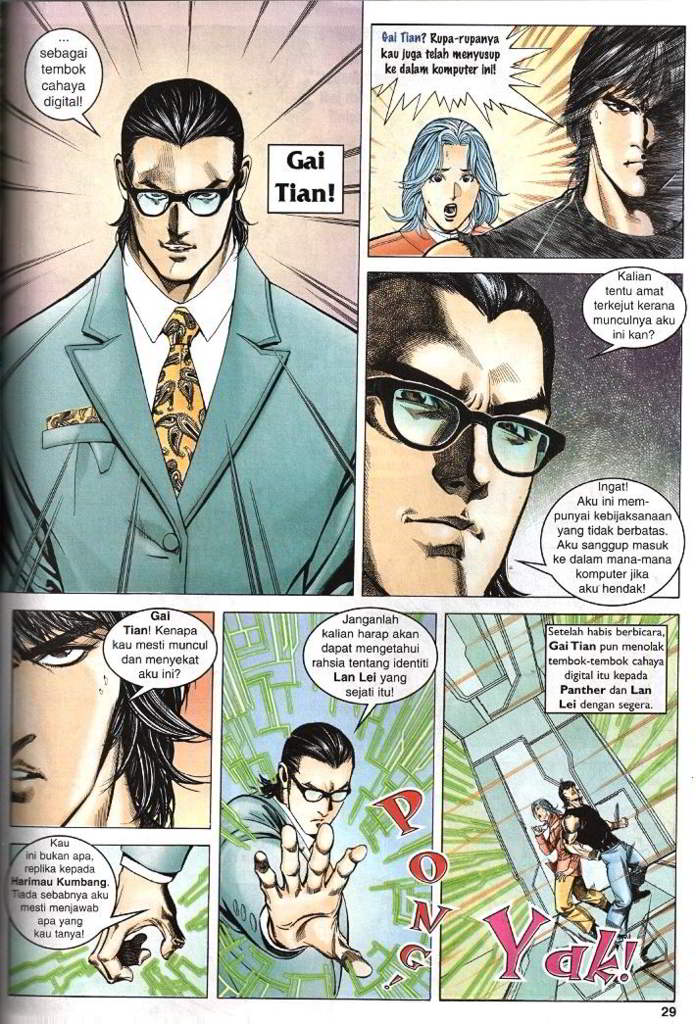 ...
sebagai
tembok
cahaya
digital!
Gai
Tian!
Gai Tian? Rupa-rupanya
kau juga telah menyusup
ke dalam komputer ini!
Kalian
tentu amat
terkejut kerana
munculnya aku
ini kan?
Ingat!
Aku ini mem-
punyai kebijaksanaan
yang tidak berbatas.
Aku sanggup masuk
ke dalam mana-mana
komputer jika
aku hendak!
Gai
Tian! Kenapa
kau mesti muncul
dan menyekat
aku ini?
Kau
ini bukan apa,
replika kepada
Harimau Kumbang.
Tiada sebabnya aku
mesti menjawab
apa yang
kau tanya!
Janganlah
kalian harap akan
dapat mengetahui
rahsia tentang identiti
Lan Lei yang
sejati itu!
PONG!
Setelah habis berbicara,
Gai Tian pun menolak
tembok-tembok cahaya
digital itu kepada
Panther dan Lan
Lei dengan segera.
Yak!
29